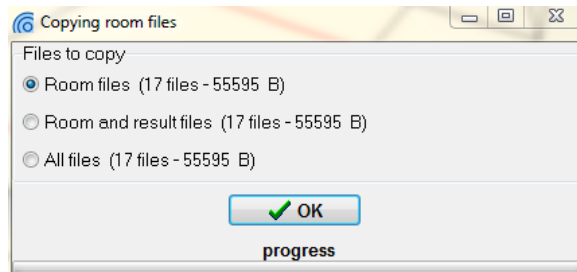 Copying room files
Files to copy
Room files (17 files - 55595 B)
Room and result files (17 files - 55595 B)
All files (17 files - 55595 B)
OK
progress